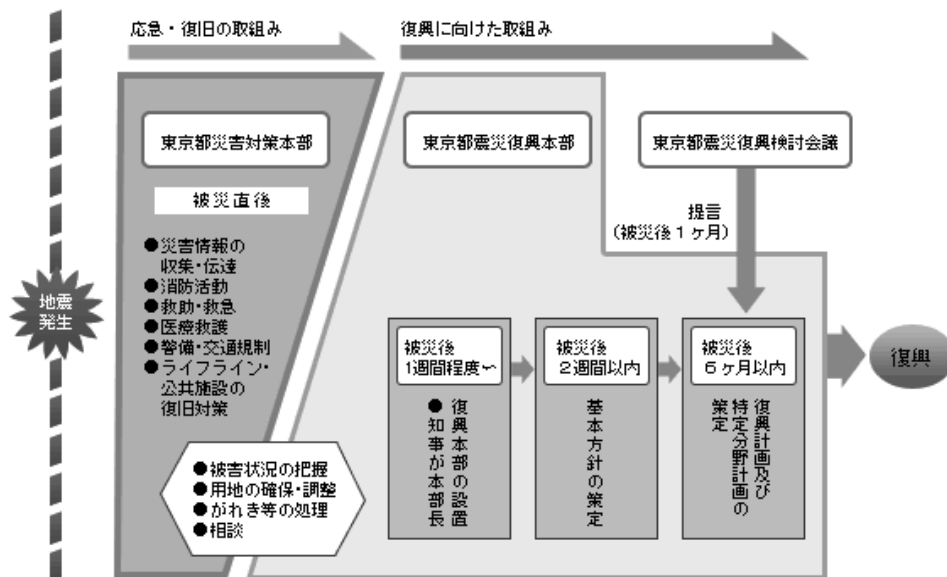 応急・復旧の取組み
復興に向けた取組み
東京都災害対策本部
東京都震災復興本部
東京都震災復興検討会議
被災直後
提言
（被災後１ヶ月）
●災害情報の
収集・伝達
●消防活動
●救助・救急
●医療救護
●警備・交通規制
●ライフライン・
公共施設の
復旧対策
地震
発生
被災後
1週間程度～
被災後
2週間以内
被災後
６ヶ月以内
復興
復興本部の設置
●知事が本部長
基本方針の策定
復興計画及び
特定分野計画の
策定
●被害状況の把握
●用地の確保・調整
●がれき等の処理
●相談